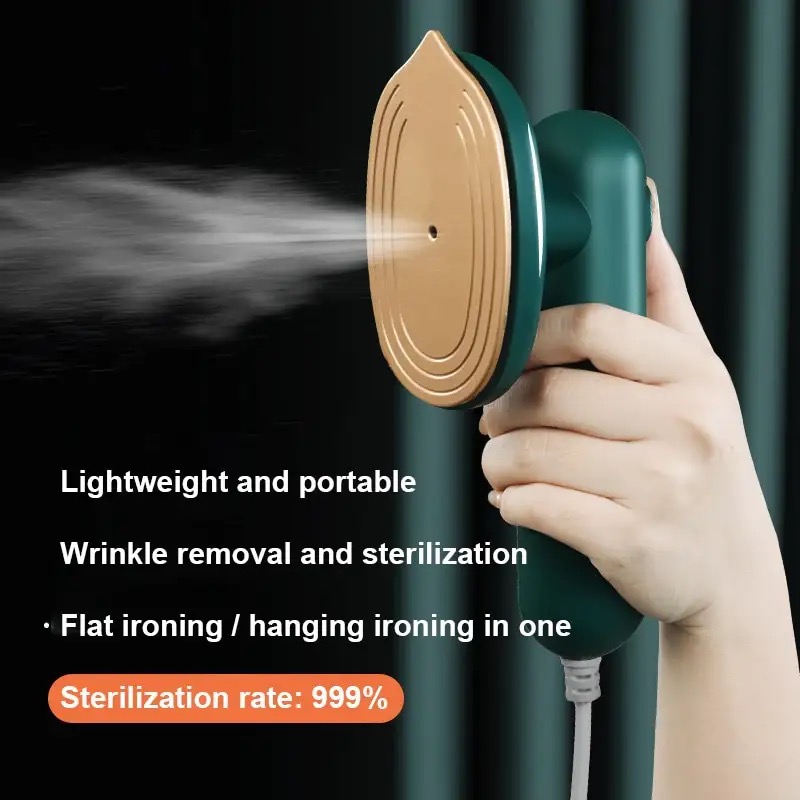 Lightweight and portable
Wrinkle removal and sterilization
· Flat ironing / hanging ironing in one
Sterilization rate: 999%